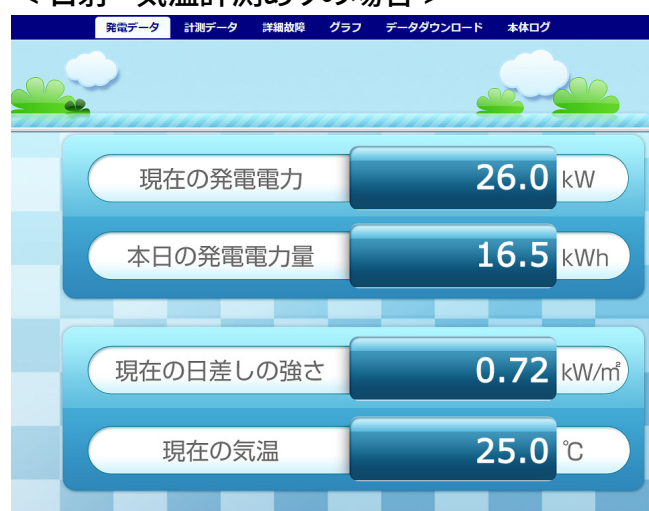 発電データ 計測データ 詳細故障 グラフ データダウンロード 本体ログ
現在の発電電力 26.0 kW
本日の発電電力量 16.5 kWh
現在の日差しの強さ 0.72 kW/㎡
現在の気温 25.0 ℃